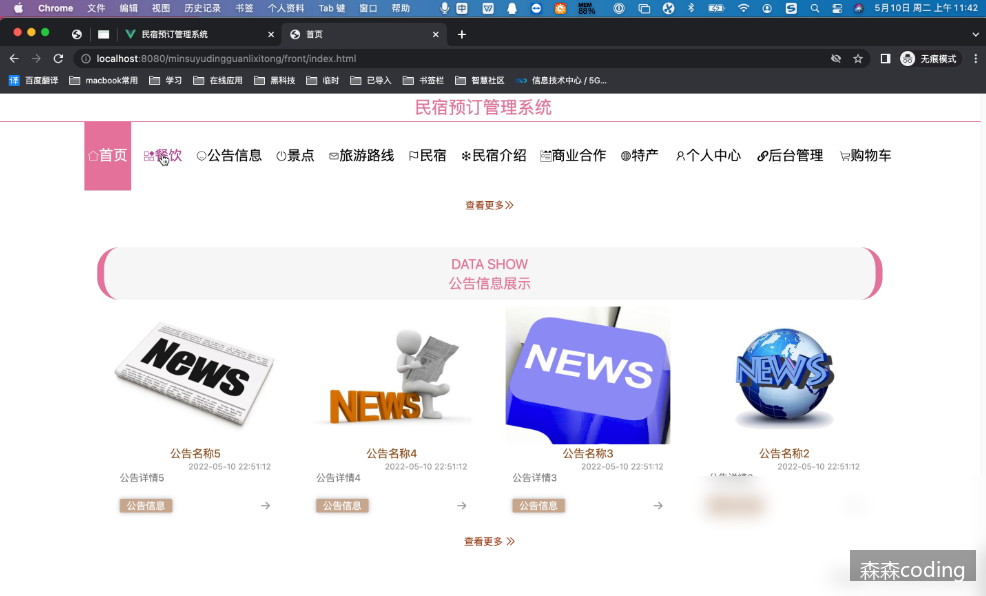 Chrome 文件 编辑 视图 历史记录 书签 个人资料 Tab 键 窗口 帮助 5月10日 周二 上午11:42
民宿预订管理系统 首页
localhost:8080/minsuyudingguanlixitong/front/index.html 无痕模式
百度翻译 macbook常用 学习 在线应用 黑科技 临时 已导入 书签栏 智慧社区 信息技术中心 / 5G...
民宿预订管理系统
首页 餐饮 公告信息 景点 旅游路线 民宿 民宿介绍 商业合作 特产 个人中心 后台管理 购物车
查看更多
DATA SHOW
公告信息展示
News NEWS NEWS NEWS
公告名称5 公告名称4 公告名称3 公告名称2
2022-05-10 22:51:12 2022-05-10 22:51:12 2022-05-10 22:51:12 2022-05-10 22:51:12
公告详情5 公告详情4 公告详情3
公告信息 公告信息 公告信息
查看更多
森森coding